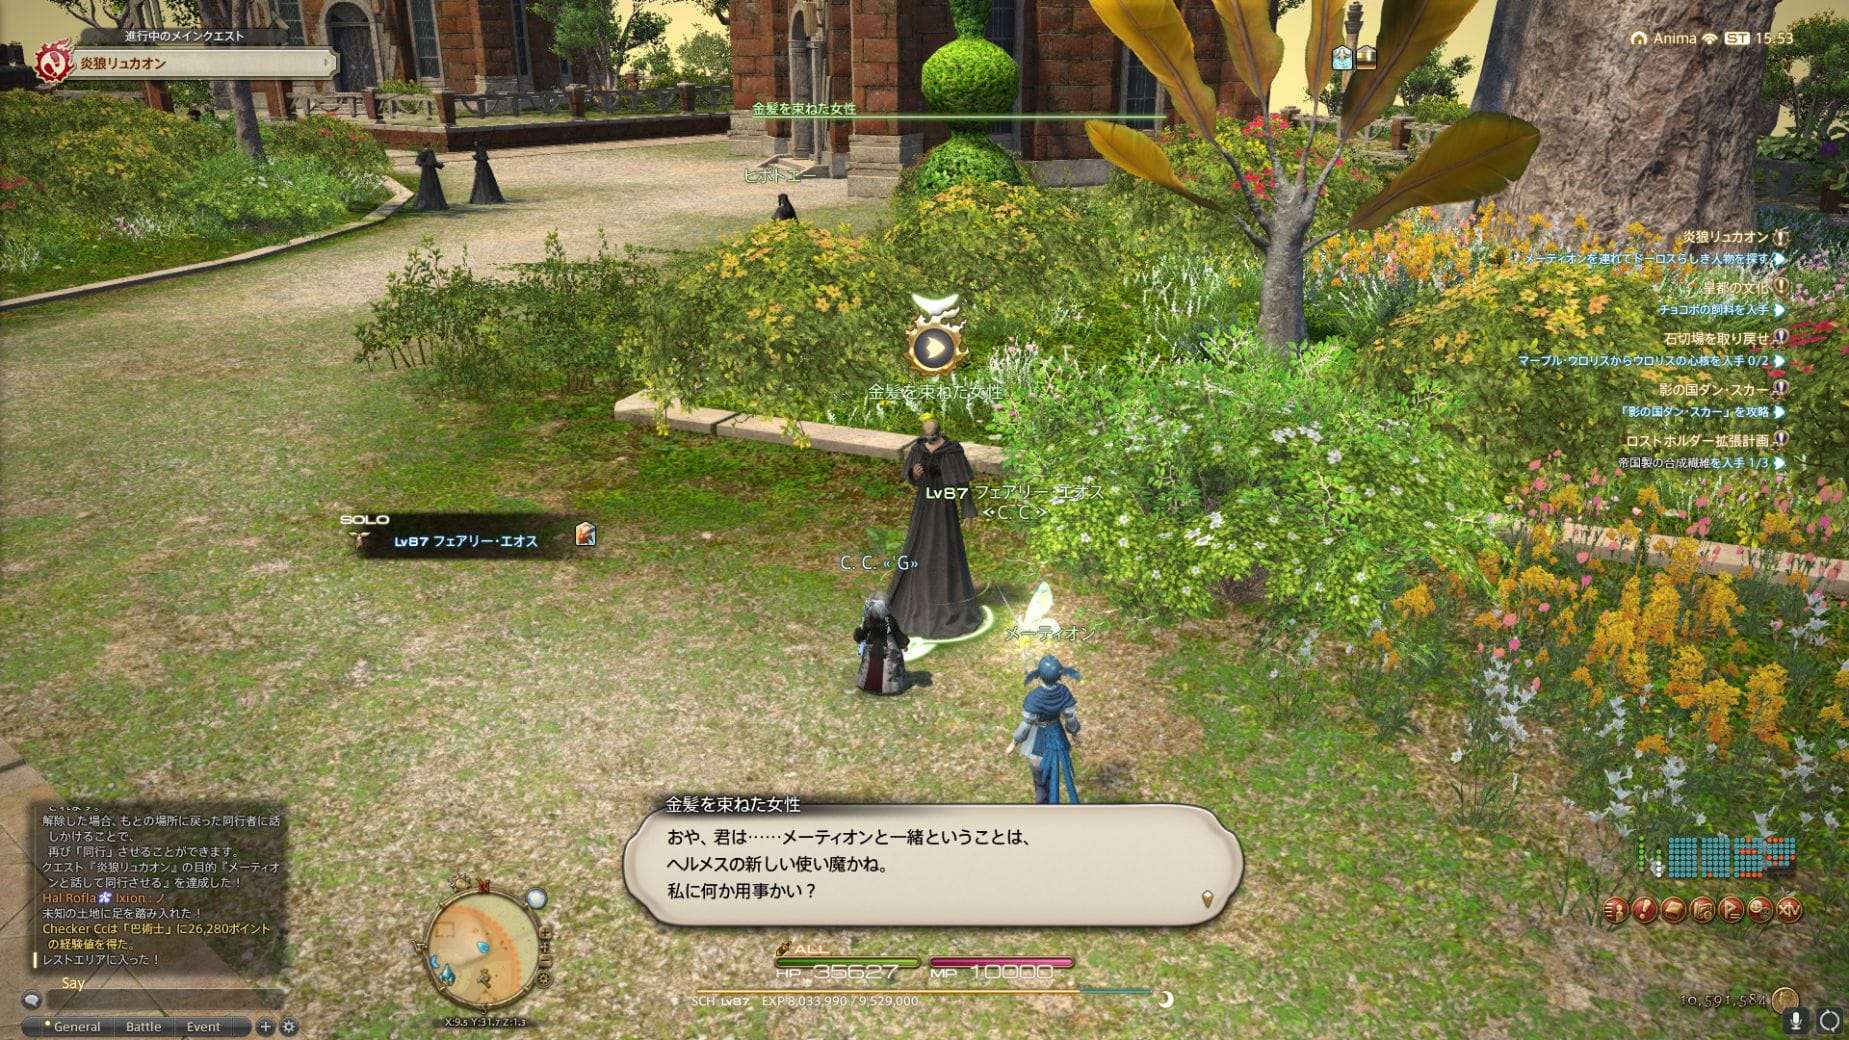 進行中のメインクエスト
炎狼リュカオン
Anima ST 15:53
金髪を束ねた女性
ヒポトエー
炎狼リュカオン
メーティオンを連れてドーロスらしき人物を探す
皇都の文化
チョコボの飼料を入手
石切場を取り戻せ
マーブル・ウロリスからウロリスの心核を入手 0/2
影の国ダン・スカー
「影の国ダン・スカー」を攻略
ロストホルダー拡張計画
帝国製の合成繊維を入手 1/3
金髪を束ねた女性
Lv87 フェアリー・エオス
«C. C.»
SOLO
Lv87 フェアリー・エオス
C. C. « G»
メーティオン
金髪を束ねた女性
おや、君は……メーティオンと一緒ということは、
ヘルメスの新しい使い魔かね。
私に何か用事かい？
解除した場合、もとの場所に戻った同行者に話
しかけることで、
再び「同行」させることができます。
クエスト『炎狼リュカオン』の目的『メーティオ
ンと話して同行させる』を達成した！
Hal Rofla Ixion : ノ
未知の土地に足を踏み入れた！
Checker Ccは「巴術士」に26,280ポイント
の経験値を得た。
レストエリアに入った！
Say
General Battle Event
X:9.5 Y:31.7 Z:1.3
ALL
HP 35627 MP 10000
SCH Lv87 EXP 8,033,990 / 9,529,000
10,591,584
XIV